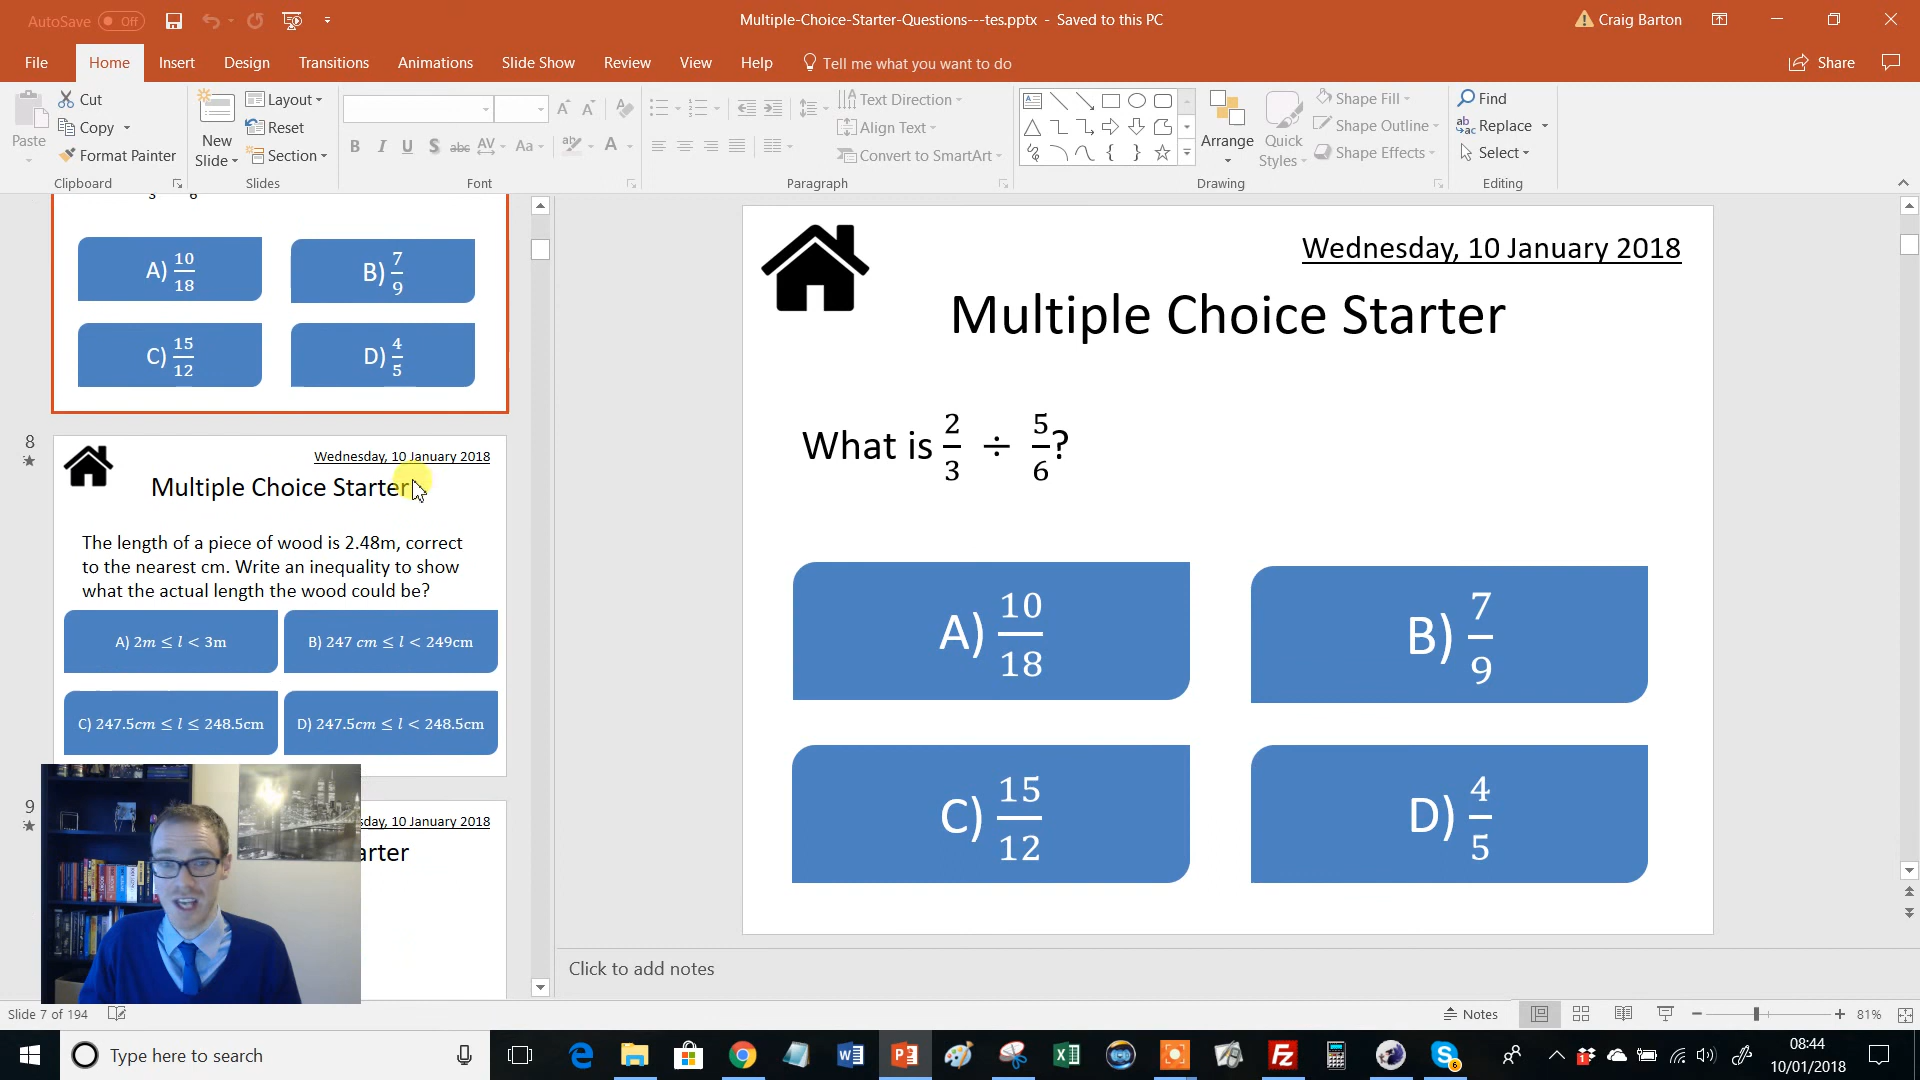 AutoSave Off
Multiple-Choice-Starter-Questions---tes.pptx - Saved to this PC
Craig Barton
File Home Insert Design Transitions Animations Slide Show Review View Help Tell me what you want to do
Share
Paste
Cut
Copy
Format Painter
Clipboard
New Slide
Layout
Reset
Section
Slides
B I U S abc AV Aa A
Font
Text Direction
Align Text
Convert to SmartArt
Paragraph
Arrange
Quick Styles
Shape Fill
Shape Outline
Shape Effects
Drawing
Find
Replace
Select
Editing
3 6
A) 10/18
B) 7/9
C) 15/12
D) 4/5
8
Wednesday, 10 January 2018
Multiple Choice Starter
The length of a piece of wood is 2.48m, correct
to the nearest cm. Write an inequality to show
what the actual length the wood could be?
A) 2m ≤ l < 3m
B) 247 cm ≤ l < 249cm
C) 247.5cm ≤ l ≤ 248.5cm
D) 247.5cm ≤ l < 248.5cm
9
sday, 10 January 2018
arter
Wednesday, 10 January 2018
Multiple Choice Starter
What is 2/3 ÷ 5/6?
A) 10/18
B) 7/9
C) 15/12
D) 4/5
Click to add notes
Slide 7 of 194
Notes
81%
Type here to search
08:44
10/01/2018